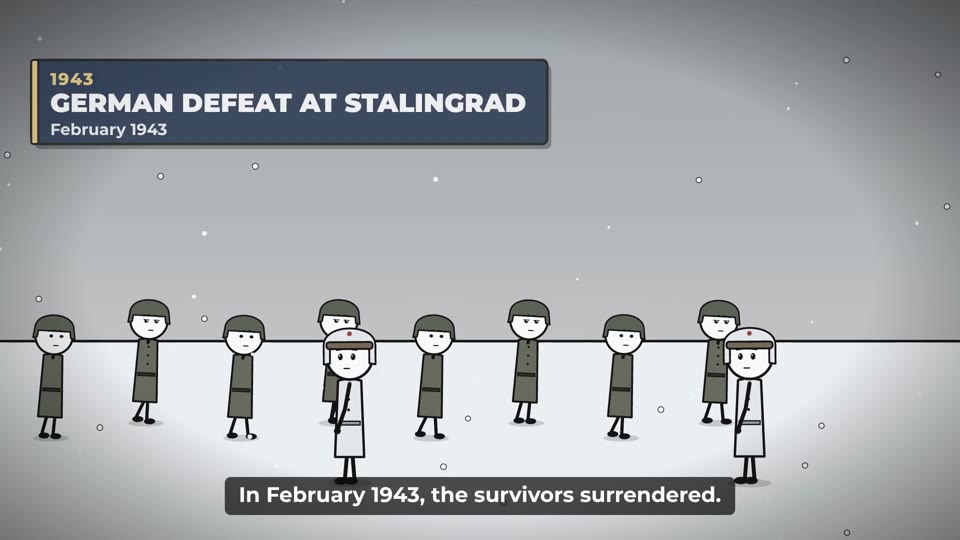 1943
GERMAN DEFEAT AT STALINGRAD
February 1943
In February 1943, the survivors surrendered.